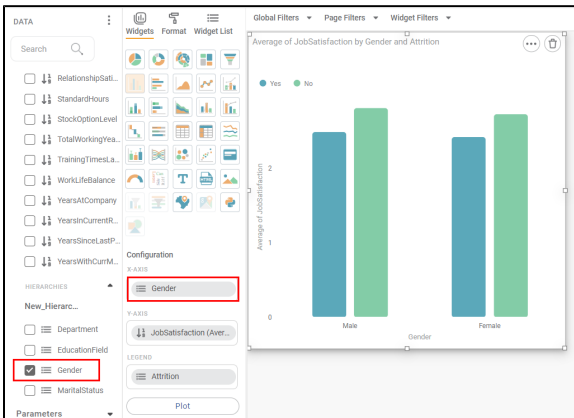 DATA
Search
RelationshipSati...
StandardHours
StockOptionLevel
TotalWorkingYea...
TrainingTimesLa...
WorkLifeBalance
YearsAtCompany
YearsInCurrentR...
YearsSinceLastP...
YearsWithCurrM...
HIERARCHIES
New_Hierarc...
Department
EducationField
Gender
MaritalStatus
Parameters
Widgets Format Widget List
Configuration
X-AXIS
Gender
Y-AXIS
JobSatisfaction (Aver...
LEGEND
Attrition
Plot
Global Filters Page Filters Widget Filters
Average of JobSatisfaction by Gender and Attrition
Yes No
Average of JobSatisfaction
2
1
0
Male Female
Gender